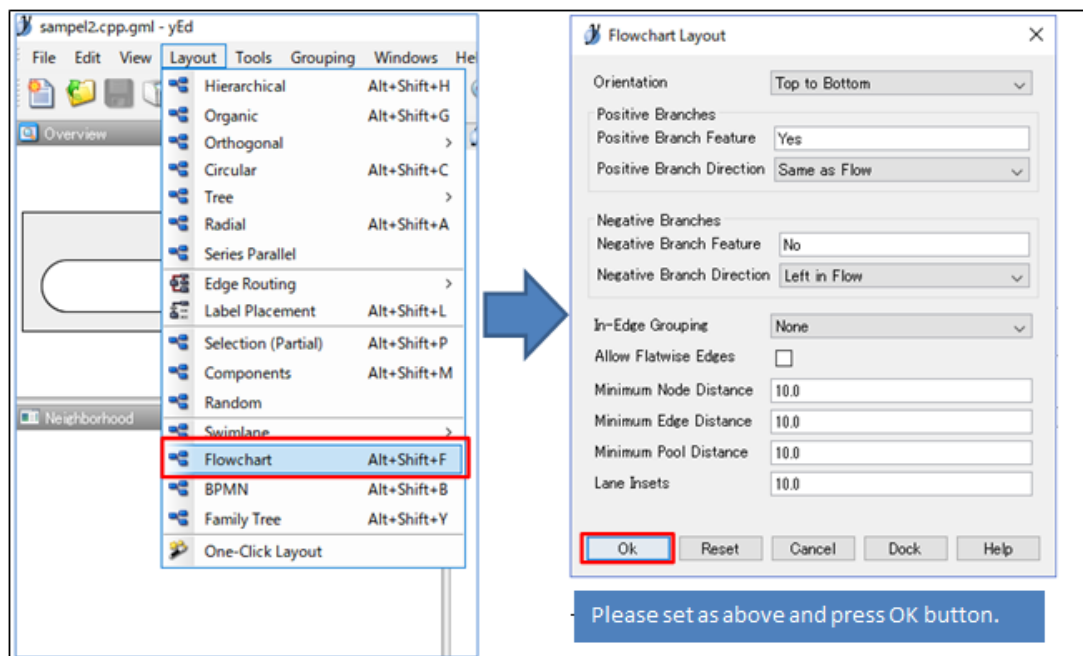 sampel2.cpp.gml - yEd
File Edit View Layout Tools Grouping Windows Hel
Overview
Hierarchical Alt+Shift+H
Organic Alt+Shift+G
Orthogonal
Circular Alt+Shift+C
Tree
Radial Alt+Shift+A
Series Parallel
Edge Routing
Label Placement Alt+Shift+L
Selection (Partial) Alt+Shift+P
Components Alt+Shift+M
Random
Swimlane
Flowchart Alt+Shift+F
BPMN Alt+Shift+B
Family Tree Alt+Shift+Y
One-Click Layout
Neighborhood
Flowchart Layout
Orientation Top to Bottom
Positive Branches
Positive Branch Feature Yes
Positive Branch Direction Same as Flow
Negative Branches
Negative Branch Feature No
Negative Branch Direction Left in Flow
In-Edge Grouping None
Allow Flatwise Edges
Minimum Node Distance 10.0
Minimum Edge Distance 10.0
Minimum Pool Distance 10.0
Lane Insets 10.0
Ok Reset Cancel Dock Help
Please set as above and press OK button.